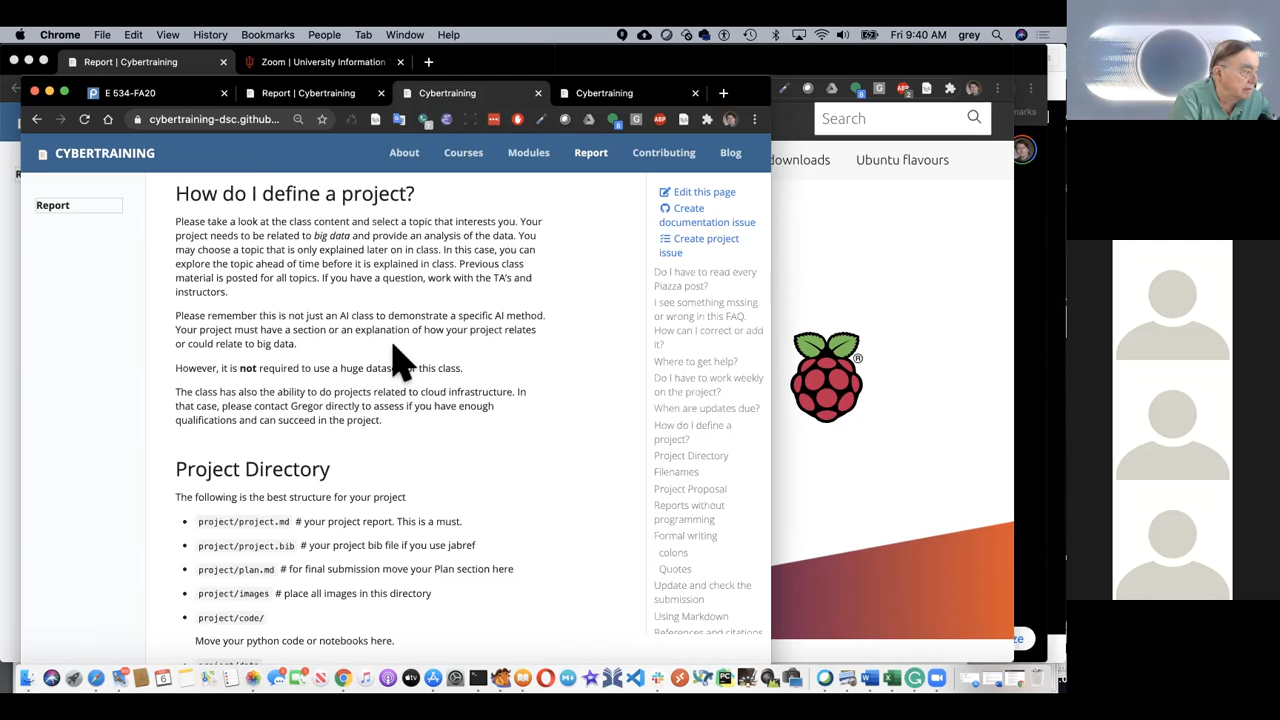 Chrome File Edit View History Bookmarks People Tab Window Help
Fri 9:40 AM grey
Report | Cybertraining
Zoom | University Information
E 534-FA20
Report | Cybertraining
Cybertraining
Cybertraining
cybertraining-dsc.github...
CYBERTRAINING
About Courses Modules Report Contributing Blog
Search
downloads Ubuntu flavours
Report
How do I define a project?
Please take a look at the class content and select a topic that interests you. Your
project needs to be related to big data and provide an analysis of the data. You
may choose a topic that is only explained later on in class. In this case, you can
explore the topic ahead of time before it is explained in class. Previous class
material is posted for all topics. If you have a question, work with the TA's and
instructors.
Please remember this is not just an AI class to demonstrate a specific AI method.
Your project must have a section or an explanation of how your project relates
or could relate to big data.
However, it is not required to use a huge datase this class.
The class has also the ability to do projects related to cloud infrastructure. In
that case, please contact Gregor directly to assess if you have enough
qualifications and can succeed in the project.
Project Directory
The following is the best structure for your project
project/project.md # your project report. This is a must.
project/project.bib # your project bib file if you use jabref
project/plan.md # for final submission move your Plan section here
project/images # place all images in this directory
project/code/
Move your python code or notebooks here.
Edit this page
Create
documentation issue
Create project
issue
Do I have to read every
Piazza post?
I see something mssing
or wrong in this FAQ.
How can I correct or add
it?
Where to get help?
Do I have to work weekly
on the project?
When are updates due?
How do I define a
project?
Project Directory
Filenames
Project Proposal
Reports without
programming
Formal writing
colons
Quotes
Update and check the
submission
Using Markdown
References and citations